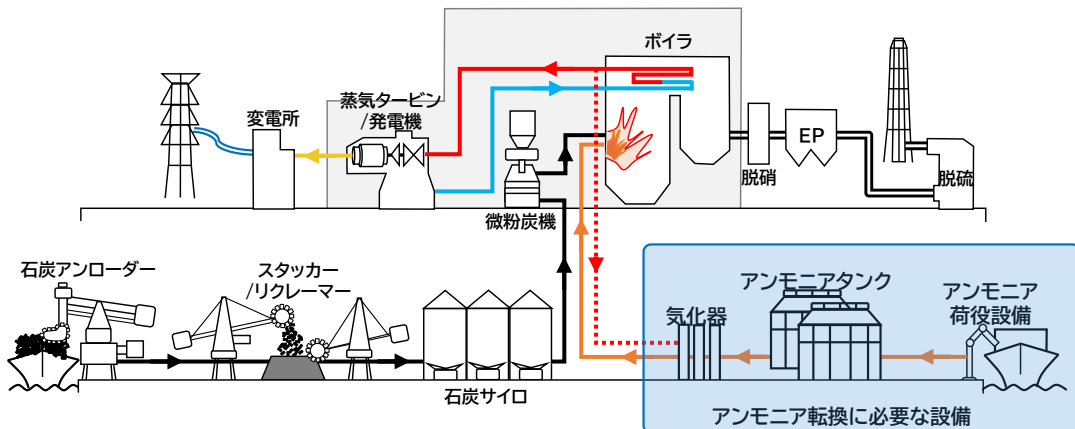 ボイラ
蒸気タービン
/発電機
変電所
EP
脱硝
脱硫
微粉炭機
石炭アンローダー
スタッカー
/リクレーマー
石炭サイロ
アンモニアタンク
気化器
アンモニア
荷役設備
アンモニア転換に必要な設備